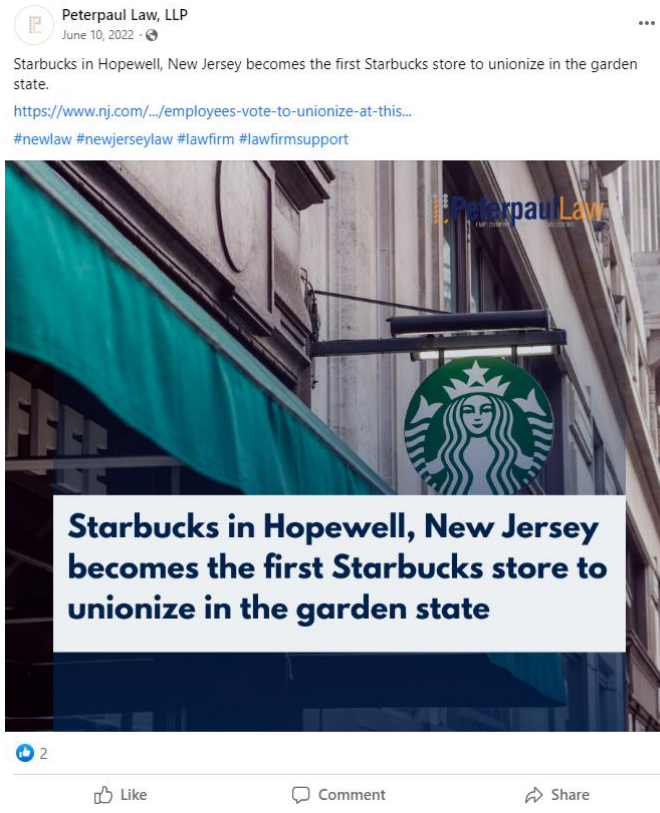 Peterpaul Law, LLP
June 10, 2022 ·
Starbucks in Hopewell, New Jersey becomes the first Starbucks store to unionize in the garden
state.
https://www.nj.com/.../employees-vote-to-unionize-at-this...
#newlaw #newjerseylaw #lawfirm #lawfirmsupport
PeterpaulLaw
Starbucks in Hopewell, New Jersey
becomes the first Starbucks store to
unionize in the garden state
2
Like
Comment
Share